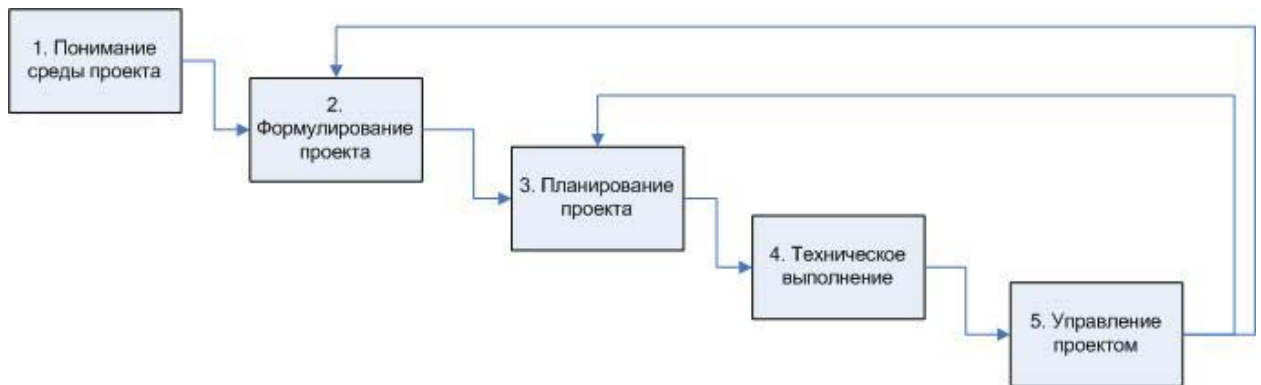 1. Понимание
среды проекта
2.
Формулирование
проекта
3. Планирование
проекта
4. Техническое
выполнение
5. Управление
проектом